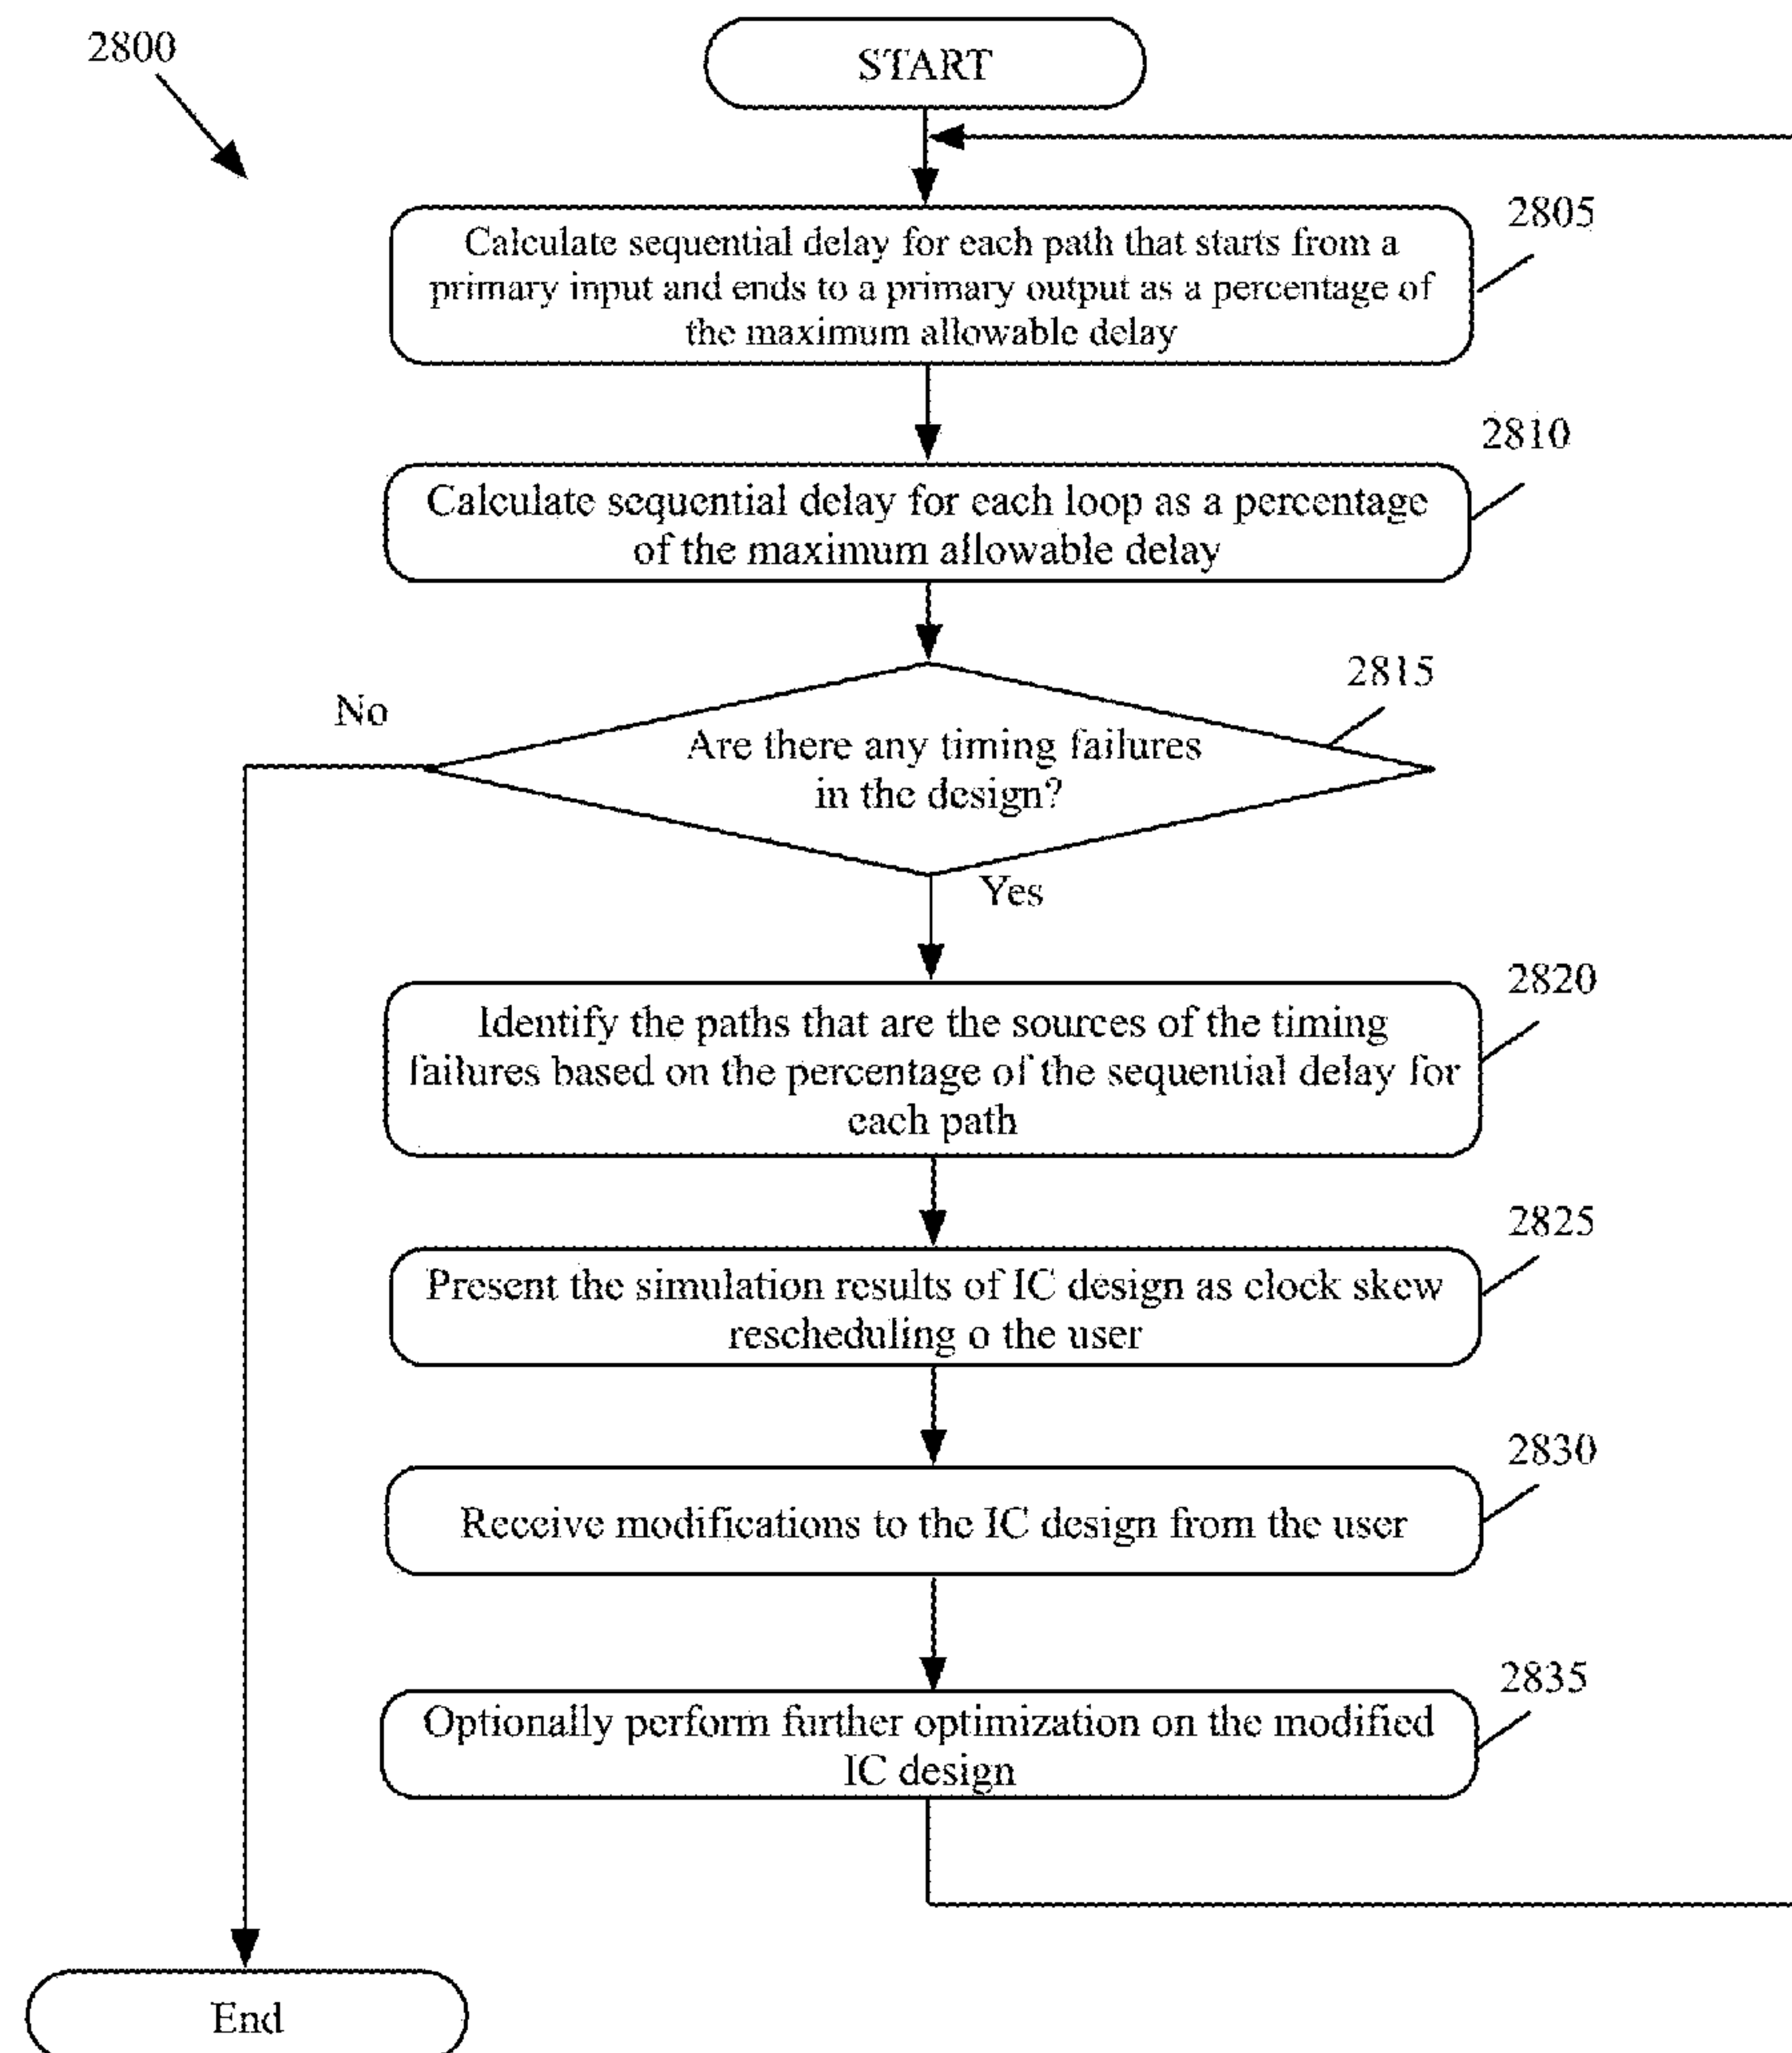 2800
START
2805
Calculate sequential delay for each path that starts from a
primary input and ends to a primary output as a percentage of
the maximum allowable delay
2810
Calculate sequential delay for each loop as a percentage
of the maximum allowable delay
2815
No
Are there any timing failures
in the design?
Yes
2820
Identify the paths that are the sources of the timing
failures based on the percentage of the sequential delay for
each path
2825
Present the simulation results of IC design as clock skew
rescheduling o the user
2830
Receive modifications to the IC design from the user
2835
Optionally perform further optimization on the modified
IC design
End